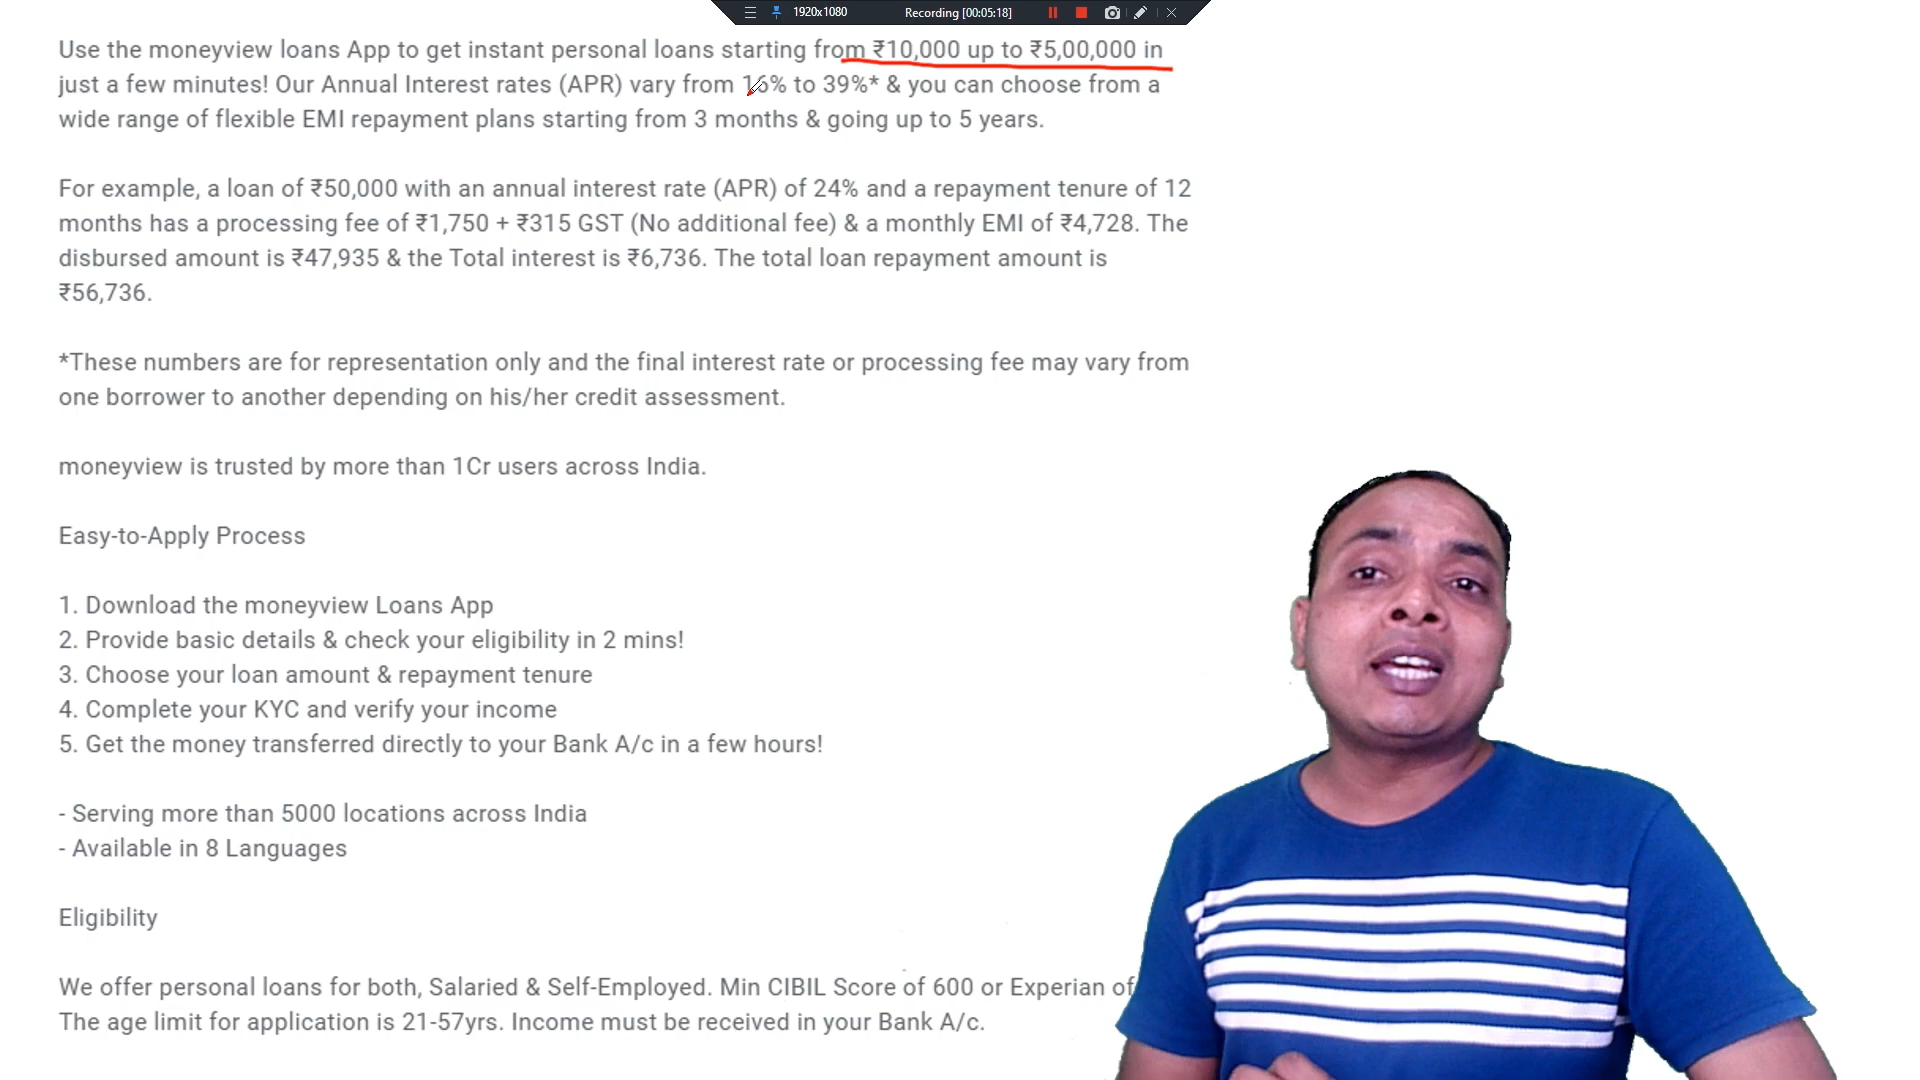 1920x1080 Recording [00:05:18]
Use the moneyview loans App to get instant personal loans starting from ₹10,000 up to ₹5,00,000 in
just a few minutes! Our Annual Interest rates (APR) vary from 16% to 39%* & you can choose from a
wide range of flexible EMI repayment plans starting from 3 months & going up to 5 years.
For example, a loan of ₹50,000 with an annual interest rate (APR) of 24% and a repayment tenure of 12
months has a processing fee of ₹1,750 + ₹315 GST (No additional fee) & a monthly EMI of ₹4,728. The
disbursed amount is ₹47,935 & the Total interest is ₹6,736. The total loan repayment amount is
₹56,736.
*These numbers are for representation only and the final interest rate or processing fee may vary from
one borrower to another depending on his/her credit assessment.
moneyview is trusted by more than 1Cr users across India.
Easy-to-Apply Process
1. Download the moneyview Loans App
2. Provide basic details & check your eligibility in 2 mins!
3. Choose your loan amount & repayment tenure
4. Complete your KYC and verify your income
5. Get the money transferred directly to your Bank A/c in a few hours!
- Serving more than 5000 locations across India
- Available in 8 Languages
Eligibility
We offer personal loans for both, Salaried & Self-Employed. Min CIBIL Score of 600 or Experian of
The age limit for application is 21-57yrs. Income must be received in your Bank A/c.